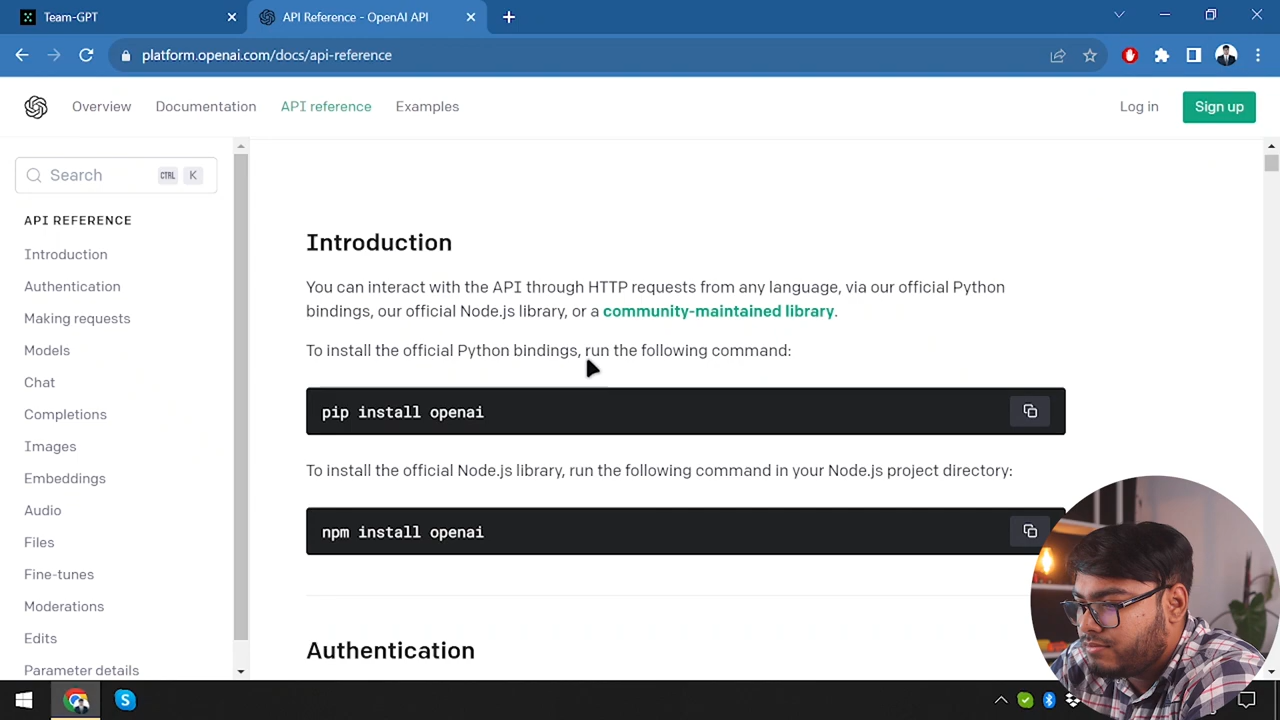 Team-GPT
API Reference - OpenAI API
platform.openai.com/docs/api-reference
Overview
Documentation
API reference
Examples
Log in
Sign up
Search
CTRL
K
API REFERENCE
Introduction
Authentication
Making requests
Models
Chat
Completions
Images
Embeddings
Audio
Files
Fine-tunes
Moderations
Edits
Parameter details
Introduction
You can interact with the API through HTTP requests from any language, via our official Python
bindings, our official Node.js library, or a community-maintained library.
To install the official Python bindings, run the following command:
pip install openai
To install the official Node.js library, run the following command in your Node.js project directory:
npm install openai
Authentication